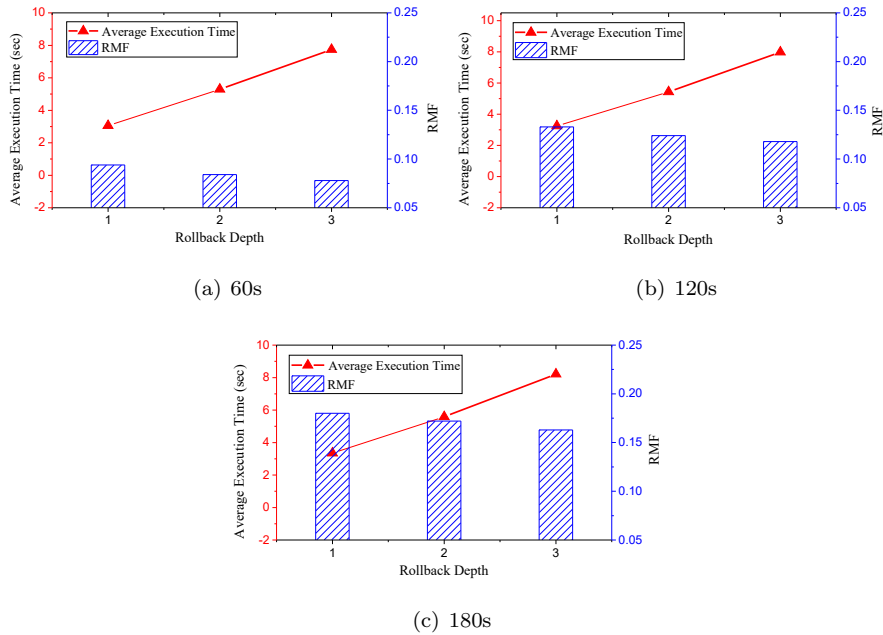 Average Execution Time (sec)
10
8
6
4
2
0
-2
Average Execution Time (sec)
RMF
0.25
0.20
0.15
0.10
0.05
RMF
1
2
3
Rollback Depth
(a) 60s
Average Execution Time (sec)
10
8
6
4
2
0
-2
Average Execution Time (sec)
RMF
0.25
0.20
0.15
0.10
0.05
RMF
1
2
3
Rollback Depth
(b) 120s
Average Execution Time (sec)
10
8
6
4
2
0
-2
Average Execution Time
RMF
0.25
0.20
0.15
0.10
0.05
RMF
1
2
3
Rollback Depth
(c) 180s